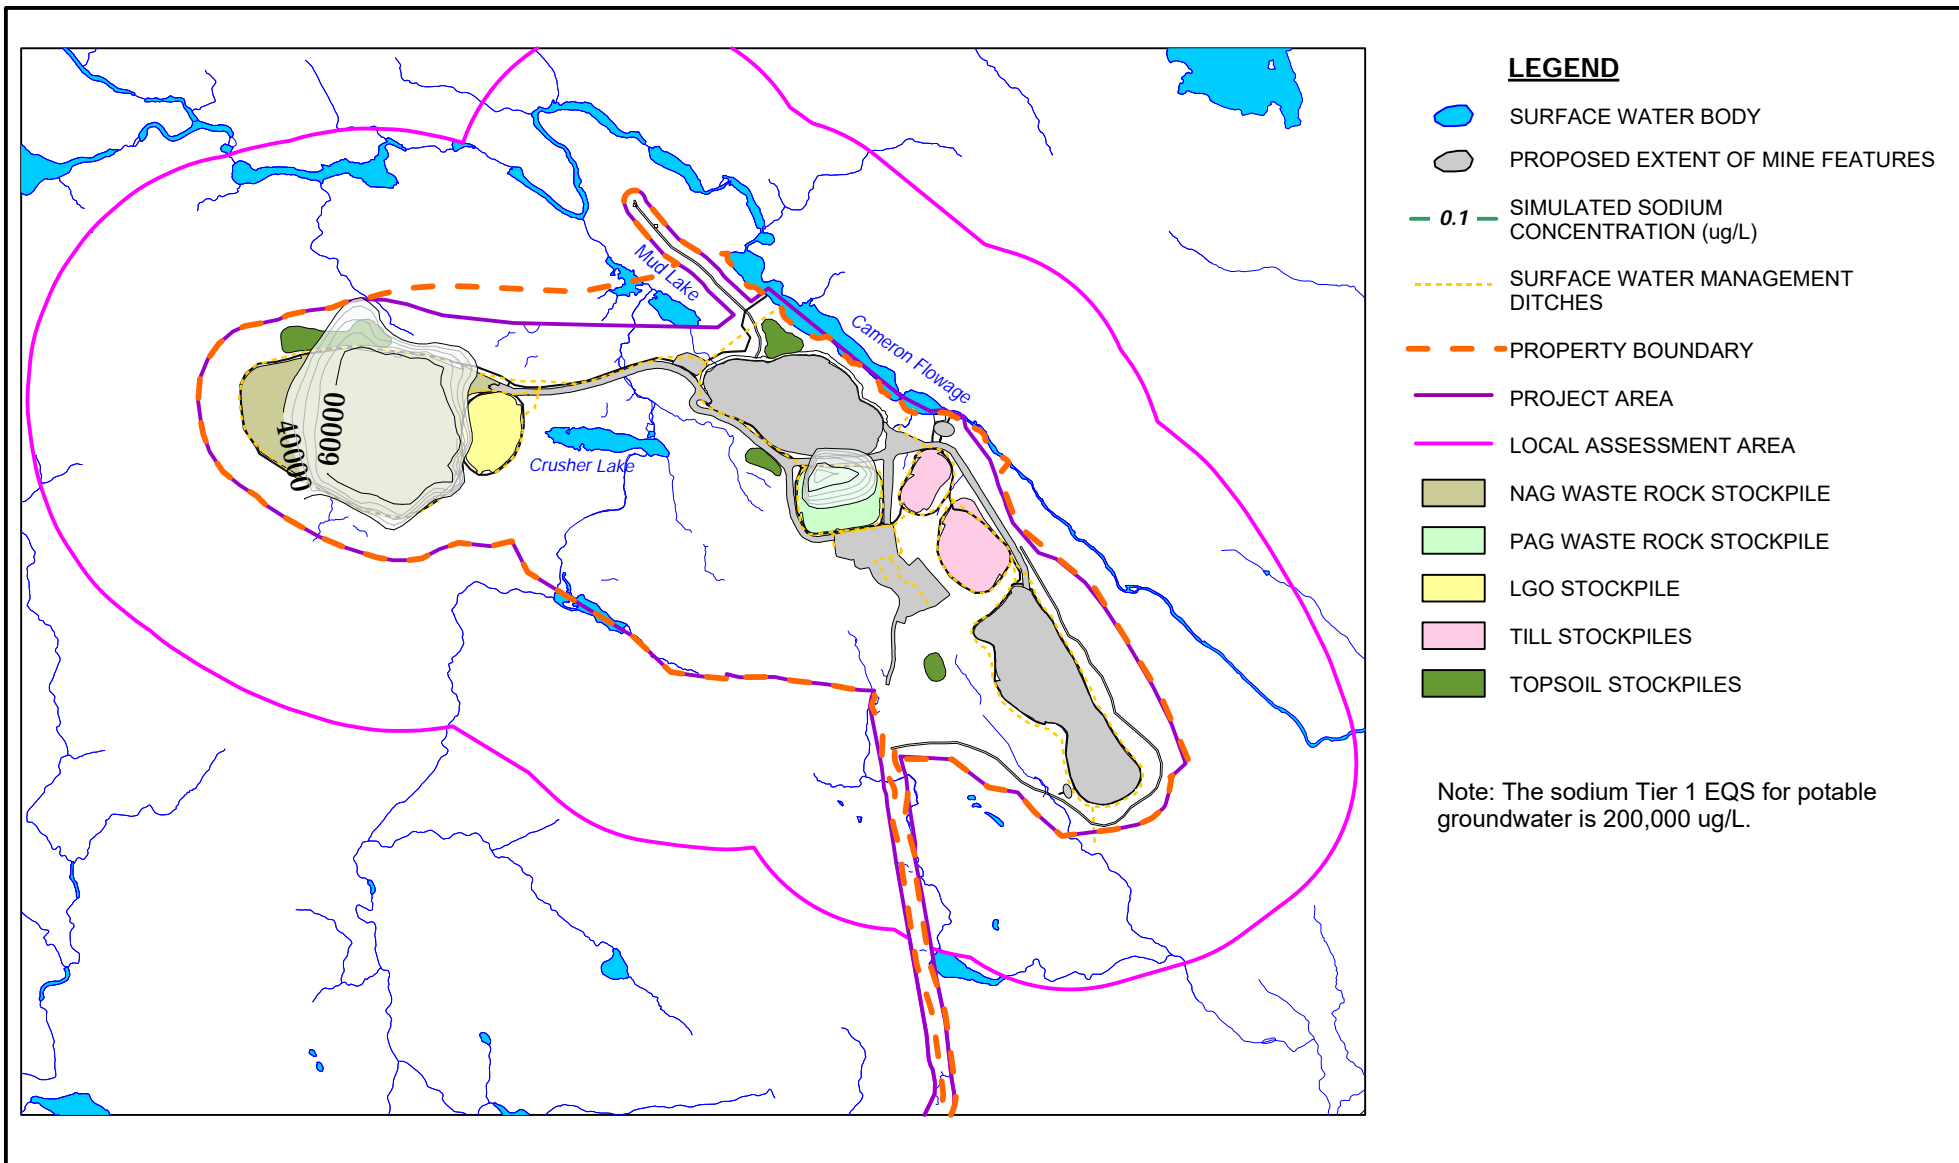 LEGEND
SURFACE WATER BODY
PROPOSED EXTENT OF MINE FEATURES
0.1
SIMULATED SODIUM
CONCENTRATION (ug/L)
SURFACE WATER MANAGEMENT
DITCHES
PROPERTY BOUNDARY
PROJECT AREA
LOCAL ASSESSMENT AREA
NAG WASTE ROCK STOCKPILE
PAG WASTE ROCK STOCKPILE
LGO STOCKPILE
TILL STOCKPILES
TOPSOIL STOCKPILES
Note: The sodium Tier 1 EQS for potable
groundwater is 200,000 ug/L.
Mud Lake
Cameron Flowage
Crusher Lake
40000
60000